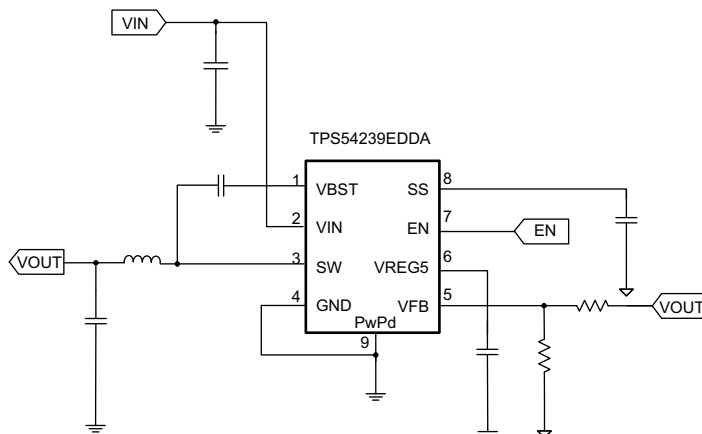 VIN
TPS54239EDDA
1
VBST
SS
8
2
VIN
EN
7
EN
VOUT
3
SW
VREG5
6
4
GND
VFB
5
VOUT
PwPd
9